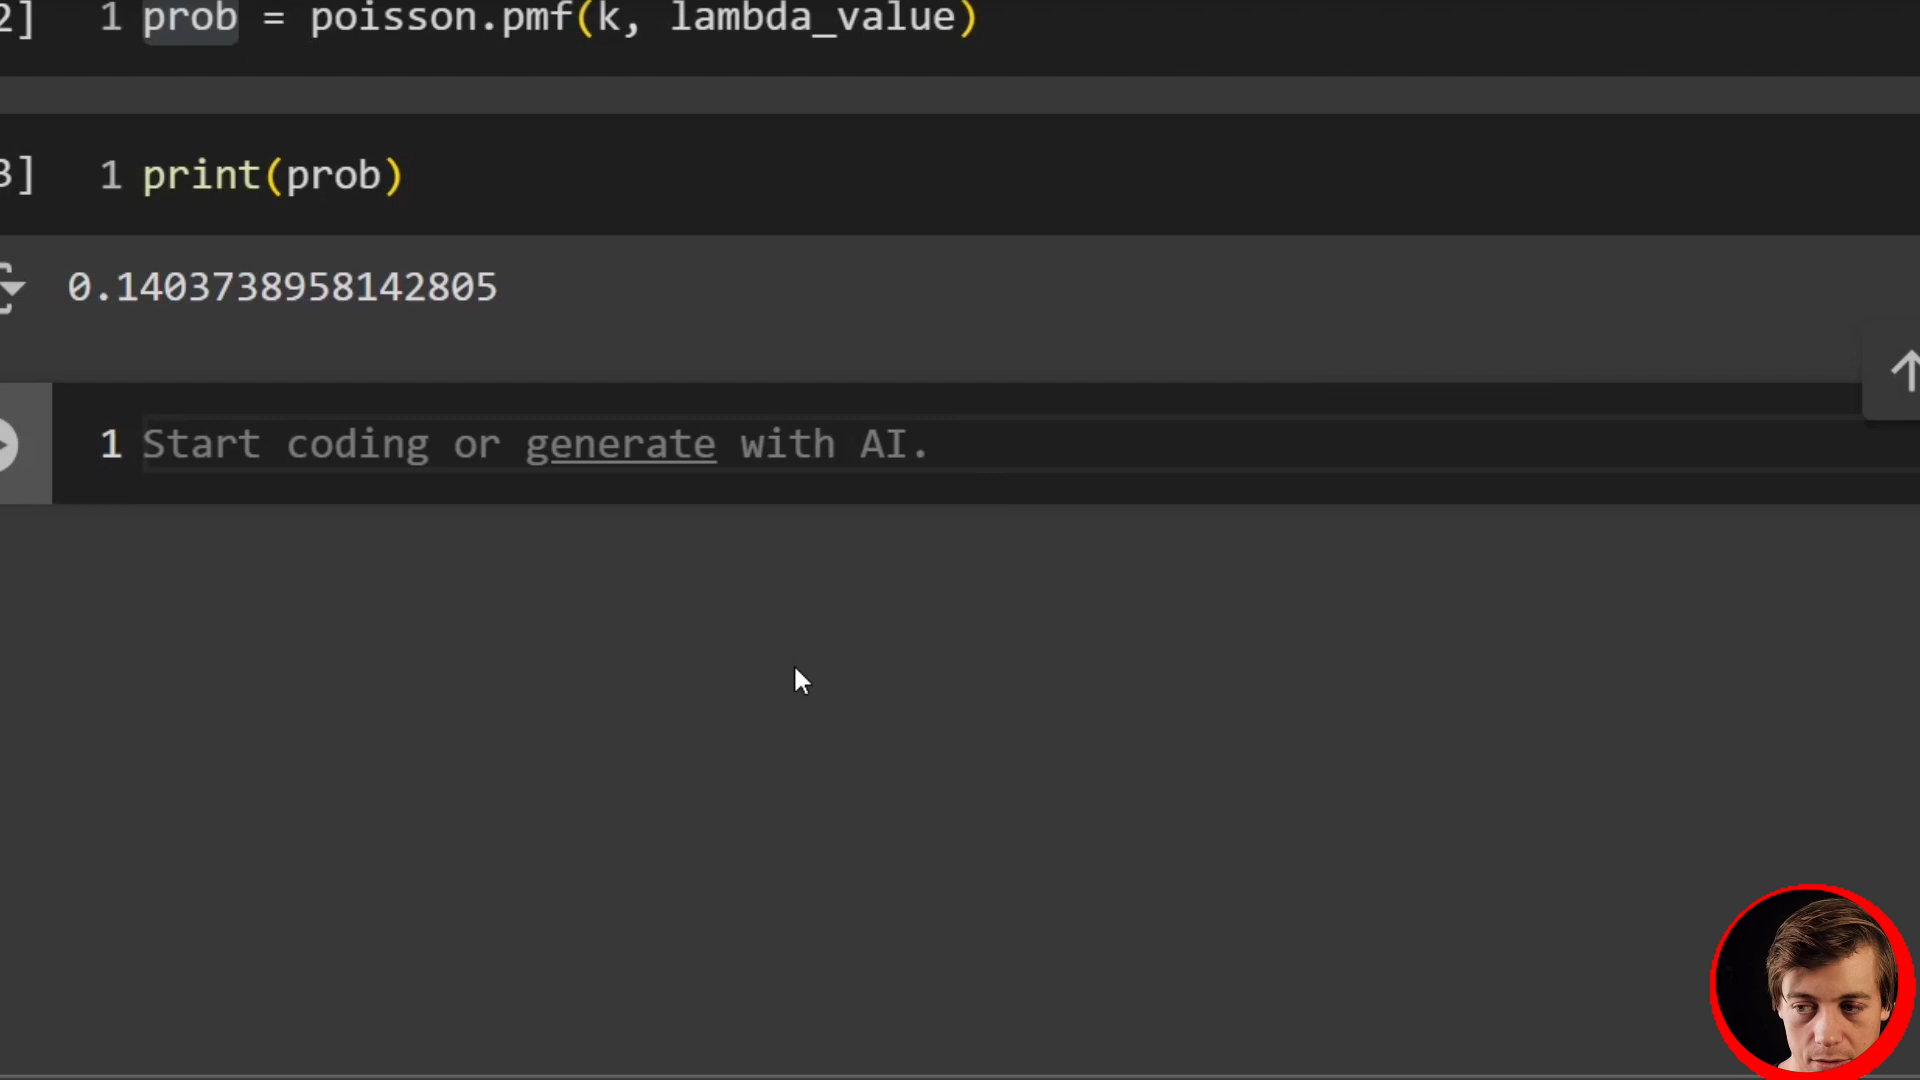 2] 1 prob = poisson.pmf(k, lambda_value)
3] 1 print(prob)
0.1403738958142805
1 Start coding or generate with AI.